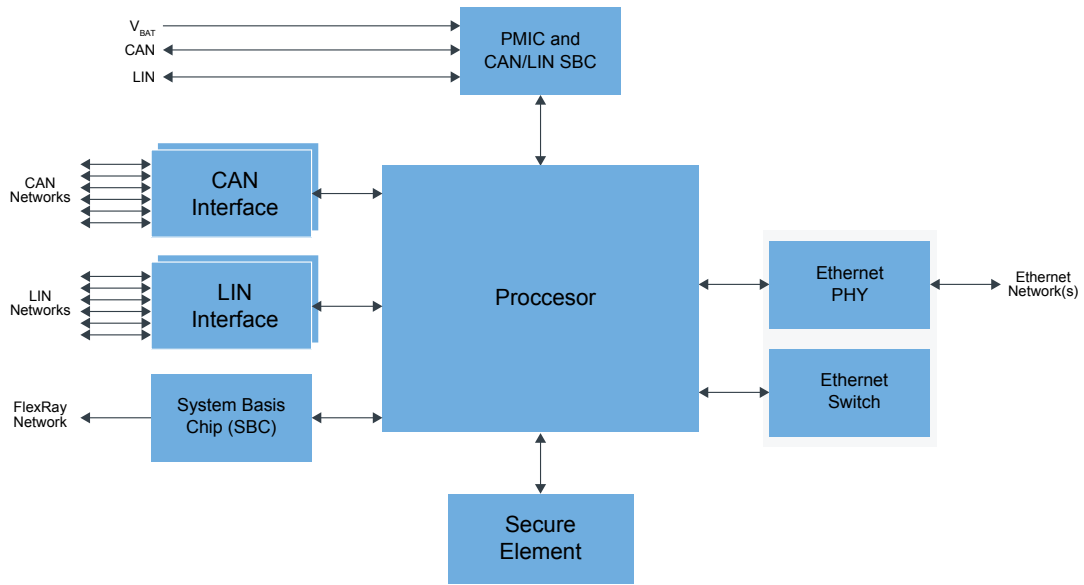 VBAT
CAN
LIN
PMIC and
CAN/LIN SBC
CAN
Networks
CAN
Interface
LIN
Networks
LIN
Interface
FlexRay
Network
System Basis
Chip (SBC)
Proccesor
Ethernet
PHY
Ethernet
Network(s)
Ethernet
Switch
Secure
Element